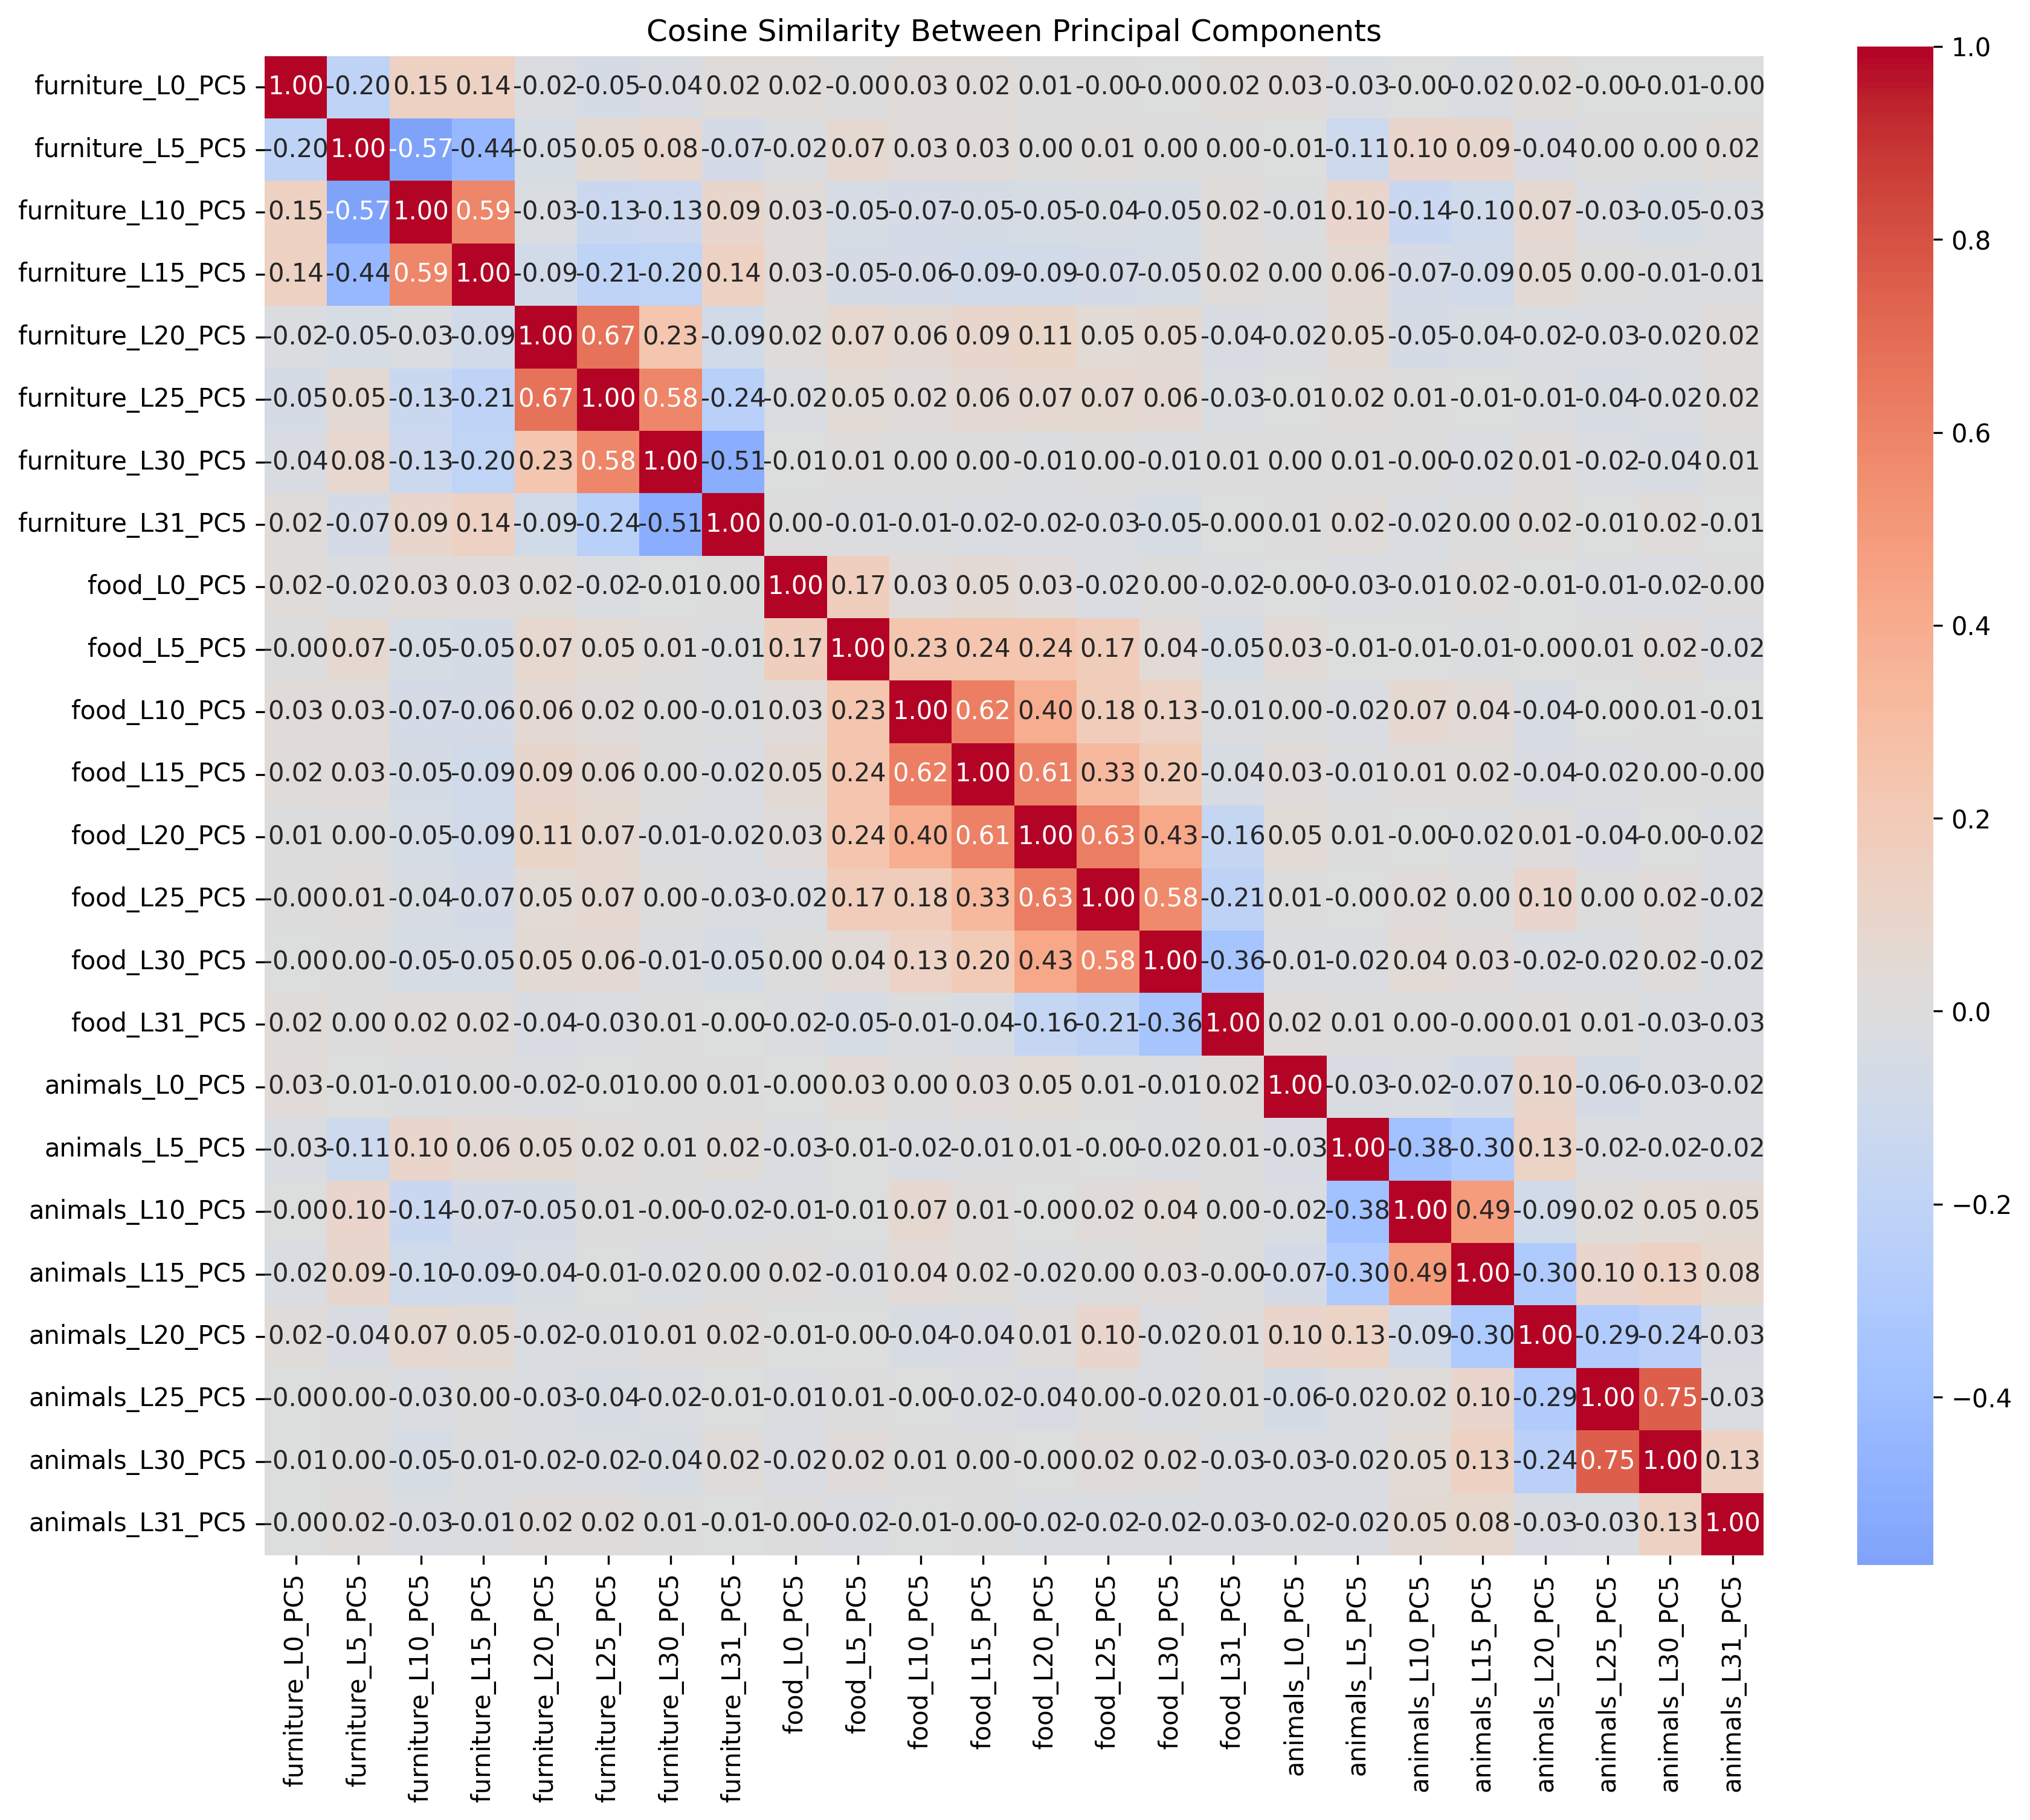 Cosine Similarity Between Principal Components
furniture_L0_PC5 1.00 -0.20 0.15 0.14 -0.02 -0.05 -0.04 0.02 0.02 -0.00 0.03 0.02 0.01 -0.00 -0.00 0.02 0.03 -0.03 -0.00 -0.02 0.02 -0.00 -0.01 -0.00
furniture_L5_PC5 -0.20 1.00 -0.57 -0.44 -0.05 0.05 0.08 -0.07 -0.02 0.07 0.03 0.03 0.00 0.01 0.00 0.00 -0.01 -0.11 0.10 0.09 -0.04 0.00 0.00 0.02
furniture_L10_PC5 0.15 -0.57 1.00 0.59 -0.03 -0.13 -0.13 0.09 0.03 -0.05 -0.07 -0.05 -0.05 -0.04 -0.05 0.02 -0.01 0.10 -0.14 -0.10 0.07 -0.03 -0.05 -0.03
furniture_L15_PC5 0.14 -0.44 0.59 1.00 -0.09 -0.21 -0.20 0.14 0.03 -0.05 -0.06 -0.09 -0.09 -0.07 -0.05 0.02 0.00 0.06 -0.07 -0.09 0.05 0.00 -0.01 -0.01
furniture_L20_PC5 -0.02 -0.05 -0.03 -0.09 1.00 0.67 0.23 -0.09 0.02 0.07 0.06 0.09 0.11 0.05 0.05 -0.04 -0.02 0.05 -0.05 -0.04 -0.02 -0.03 -0.02 0.02
furniture_L25_PC5 -0.05 0.05 -0.13 -0.21 0.67 1.00 0.58 -0.24 -0.02 0.05 0.02 0.06 0.07 0.07 0.06 -0.03 -0.01 0.02 0.01 -0.01 -0.01 -0.04 -0.02 0.02
furniture_L30_PC5 -0.04 0.08 -0.13 -0.20 0.23 0.58 1.00 -0.51 -0.01 0.01 0.00 0.00 -0.01 0.00 -0.01 0.01 0.00 0.01 -0.00 -0.02 0.01 -0.02 -0.04 0.01
furniture_L31_PC5 0.02 -0.07 0.09 0.14 -0.09 -0.24 -0.51 1.00 0.00 -0.01 -0.01 -0.02 -0.02 -0.03 -0.05 -0.00 0.01 0.02 -0.02 0.00 0.02 -0.01 0.02 -0.01
food_L0_PC5 0.02 -0.02 0.03 0.03 0.02 -0.02 -0.01 0.00 1.00 0.17 0.03 0.05 0.03 -0.02 0.00 -0.02 -0.00 -0.03 -0.01 0.02 -0.01 -0.01 -0.02 -0.00
food_L5_PC5 -0.00 0.07 -0.05 -0.05 0.07 0.05 0.01 -0.01 0.17 1.00 0.23 0.24 0.24 0.17 0.04 -0.05 0.03 -0.01 -0.01 -0.01 -0.00 0.01 0.02 -0.02
food_L10_PC5 0.03 0.03 -0.07 -0.06 0.06 0.02 0.00 -0.01 0.03 0.23 1.00 0.62 0.40 0.18 0.13 -0.01 0.00 -0.02 0.07 0.04 -0.04 -0.00 0.01 -0.01
food_L15_PC5 0.02 0.03 -0.05 -0.09 0.09 0.06 0.00 -0.02 0.05 0.24 0.62 1.00 0.61 0.33 0.20 -0.04 0.03 -0.01 0.01 0.02 -0.04 -0.02 0.00 -0.00
food_L20_PC5 0.01 0.00 -0.05 -0.09 0.11 0.07 -0.01 -0.02 0.03 0.24 0.40 0.61 1.00 0.63 0.43 -0.16 0.05 0.01 -0.00 -0.02 0.01 -0.04 -0.00 -0.02
food_L25_PC5 -0.00 0.01 -0.04 -0.07 0.05 0.07 0.00 -0.03 -0.02 0.17 0.18 0.33 0.63 1.00 0.58 -0.21 0.01 -0.00 0.02 0.00 0.10 0.00 0.02 -0.02
food_L30_PC5 -0.00 0.00 -0.05 -0.05 0.05 0.06 -0.01 -0.05 0.00 0.04 0.13 0.20 0.43 0.58 1.00 -0.36 -0.01 -0.02 0.04 0.03 -0.02 -0.02 0.02 -0.02
food_L31_PC5 0.02 0.00 0.02 0.02 -0.04 -0.03 0.01 -0.00 -0.02 -0.05 -0.01 -0.04 -0.16 -0.21 -0.36 1.00 0.02 0.01 0.00 -0.00 0.01 0.01 -0.03 -0.03
animals_L0_PC5 0.03 -0.01 -0.01 0.00 -0.02 -0.01 0.00 0.01 -0.00 0.03 0.00 0.03 0.05 0.01 -0.01 0.02 1.00 -0.03 -0.02 -0.07 0.10 -0.06 -0.03 -0.02
animals_L5_PC5 -0.03 -0.11 0.10 0.06 0.05 0.02 0.01 0.02 -0.03 -0.01 -0.02 -0.01 0.01 -0.00 -0.02 0.01 -0.03 1.00 -0.38 -0.30 0.13 -0.02 -0.02 -0.02
animals_L10_PC5 -0.00 0.10 -0.14 -0.07 -0.05 0.01 -0.00 -0.02 -0.01 -0.01 0.07 0.01 -0.00 0.02 0.04 0.00 -0.02 -0.38 1.00 0.49 -0.09 0.02 0.05 0.05
animals_L15_PC5 -0.02 0.09 -0.10 -0.09 -0.04 -0.01 -0.02 0.00 0.02 -0.01 0.04 0.02 -0.02 0.00 0.03 -0.00 -0.07 -0.30 0.49 1.00 -0.30 0.10 0.13 0.08
animals_L20_PC5 0.02 -0.04 0.07 0.05 -0.02 -0.01 0.01 0.02 -0.01 -0.00 -0.04 -0.04 0.01 0.10 -0.02 0.01 0.10 0.13 -0.09 -0.30 1.00 -0.29 -0.24 -0.03
animals_L25_PC5 -0.00 0.00 -0.03 0.00 -0.03 -0.04 -0.02 -0.01 -0.01 0.01 -0.00 -0.02 -0.04 0.00 -0.02 0.01 -0.06 -0.02 0.02 0.10 -0.29 1.00 0.75 -0.03
animals_L30_PC5 -0.01 0.00 -0.05 -0.01 -0.02 -0.02 -0.04 0.02 -0.02 0.02 0.01 0.00 -0.00 0.02 0.02 -0.03 -0.03 -0.02 0.05 0.13 -0.24 0.75 1.00 0.13
animals_L31_PC5 -0.00 0.02 -0.03 -0.01 0.02 0.02 0.01 -0.01 -0.00 -0.02 -0.01 -0.00 -0.02 -0.02 -0.02 -0.03 -0.02 -0.02 0.05 0.08 -0.03 -0.03 0.13 1.00
furniture_L0_PC5
furniture_L5_PC5
furniture_L10_PC5
furniture_L15_PC5
furniture_L20_PC5
furniture_L25_PC5
furniture_L30_PC5
furniture_L31_PC5
food_L0_PC5
food_L5_PC5
food_L10_PC5
food_L15_PC5
food_L20_PC5
food_L25_PC5
food_L30_PC5
food_L31_PC5
animals_L0_PC5
animals_L5_PC5
animals_L10_PC5
animals_L15_PC5
animals_L20_PC5
animals_L25_PC5
animals_L30_PC5
animals_L31_PC5
1.0
0.8
0.6
0.4
0.2
0.0
−0.2
−0.4